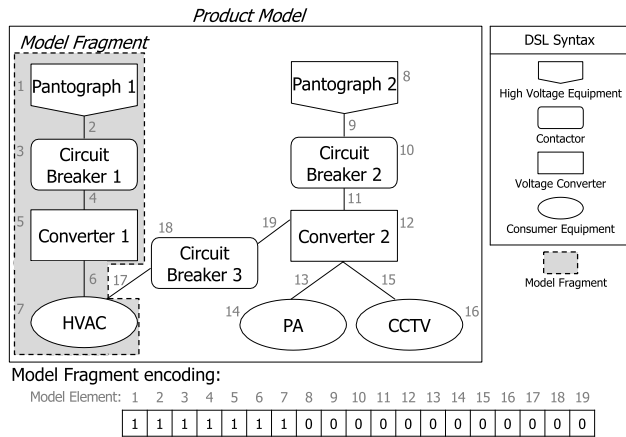 Product Model
Model Fragment
1
Pantograph 1
2
3
Circuit
Breaker 1
4
5
Converter 1
6
7
HVAC
17
18
Circuit
Breaker 3
19
Pantograph 2
8
9
Circuit
Breaker 2
10
11
Converter 2
12
13
15
14
PA
CCTV
16
DSL Syntax
High Voltage Equipment
Contactor
Voltage Converter
Consumer Equipment
Model Fragment
Model Fragment encoding:
Model Element: 1 2 3 4 5 6 7 8 9 10 11 12 13 14 15 16 17 18 19
1 1 1 1 1 1 1 0 0 0 0 0 0 0 0 0 0 0 0